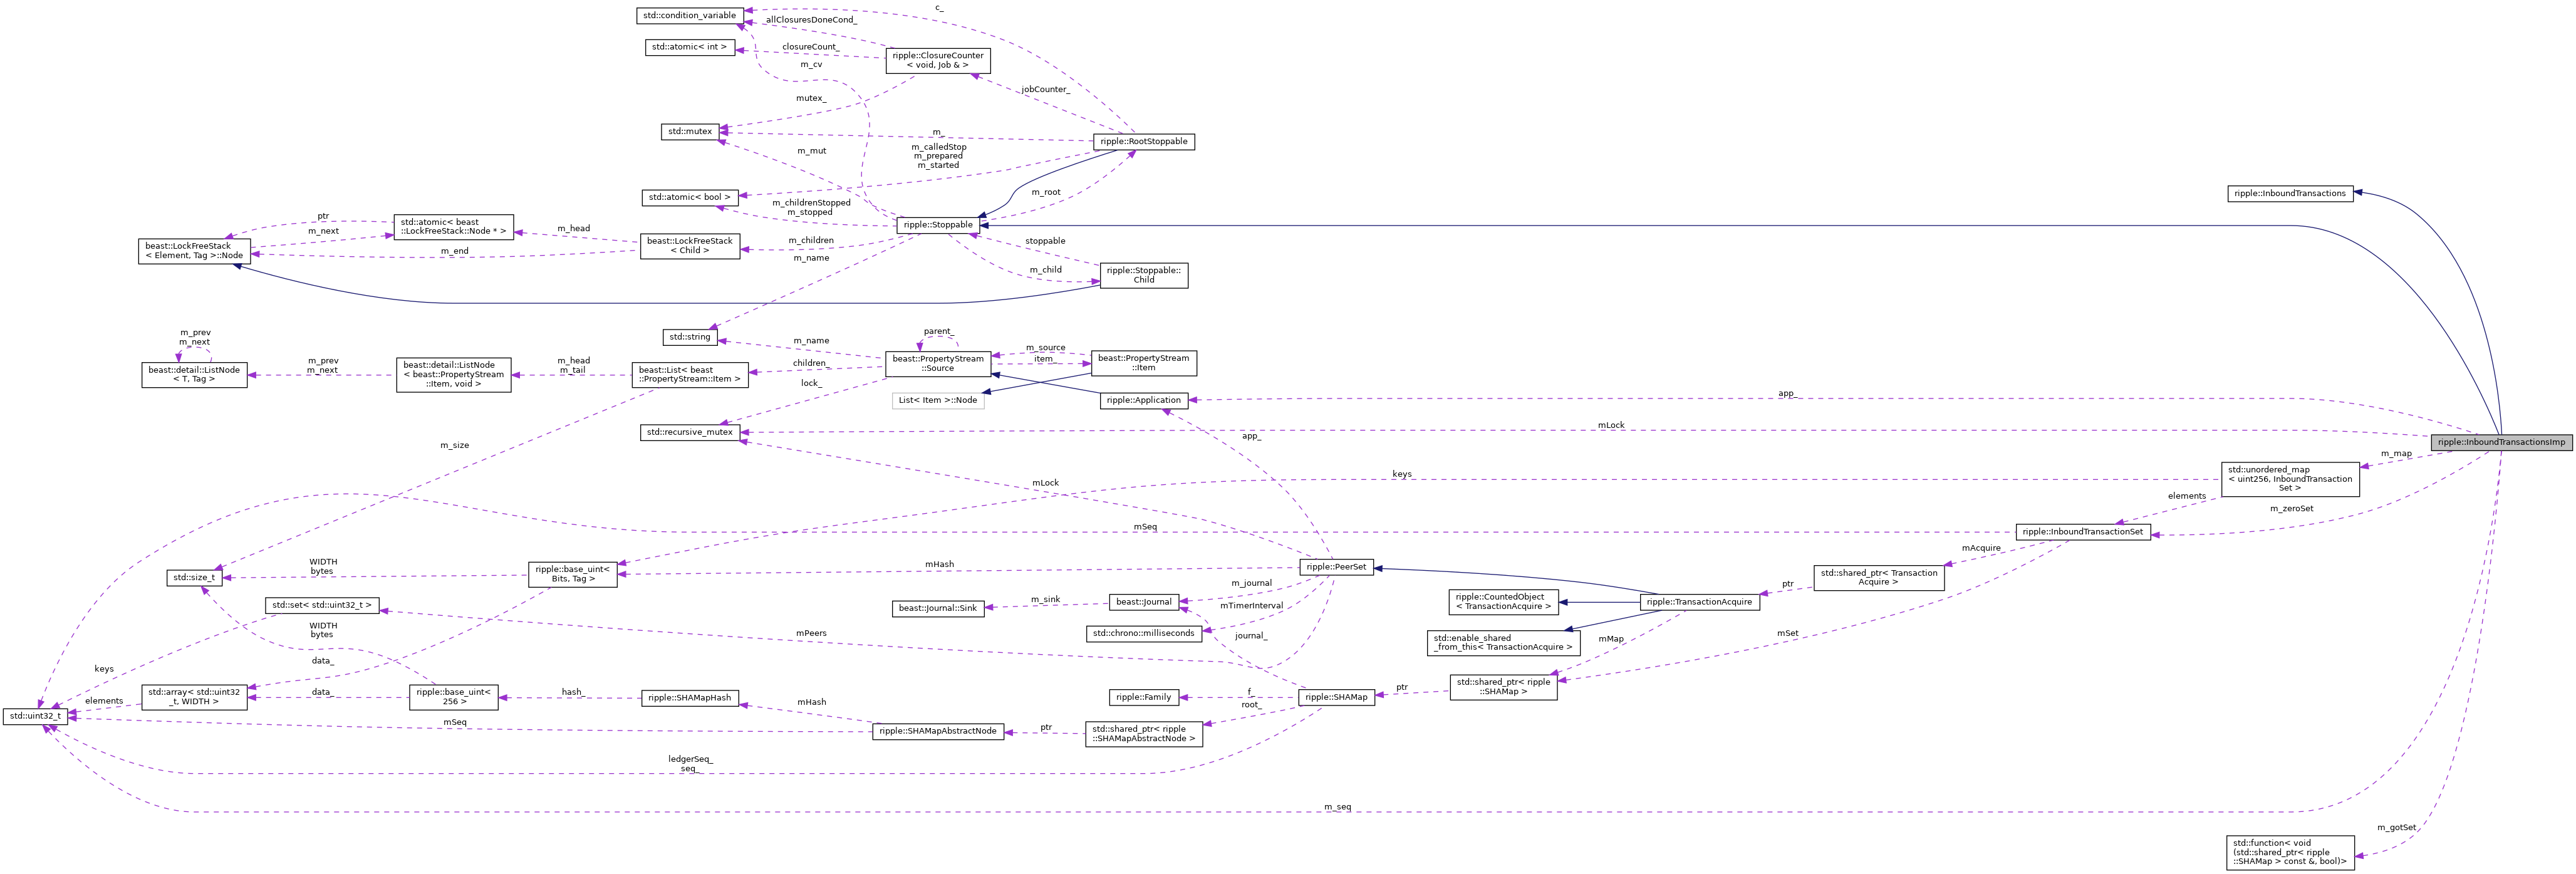 c_
std::condition_variable
allClosuresDoneCond_
std::atomic< int >
closureCount_
ripple::ClosureCounter
< void, Job & >
m_cv
jobCounter_
mutex_
std::mutex
m_
ripple::RootStoppable
m_mut
m_calledStop
m_prepared
m_started
std::atomic< bool >
m_root
ripple::InboundTransactions
m_childrenStopped
m_stopped
ptr
std::atomic< beast
::LockFreeStack::Node * >
m_next
m_head
ripple::Stoppable
beast::LockFreeStack
< Element, Tag >::Node
m_end
beast::LockFreeStack
< Child >
m_children
stoppable
m_name
m_child
ripple::Stoppable::
Child
std::string
m_prev
m_next
parent_
m_name
m_source
item_
beast::PropertyStream
::Source
beast::PropertyStream
::Item
beast::detail::ListNode
< T, Tag >
m_prev
m_next
beast::detail::ListNode
< beast::PropertyStream
::Item, void >
m_head
m_tail
beast::List< beast
::PropertyStream::Item >
children_
lock_
List< Item >::Node
ripple::Application
app_
std::recursive_mutex
app_
mLock
ripple::InboundTransactionsImp
m_size
m_map
keys
mLock
std::unordered_map
< uint256, InboundTransaction
Set >
elements
m_zeroSet
mSeq
ripple::InboundTransactionSet
mAcquire
WIDTH
bytes
std::size_t
ripple::base_uint<
Bits, Tag >
mHash
ripple::PeerSet
m_journal
std::shared_ptr< Transaction
Acquire >
ptr
std::set< std::uint32_t >
beast::Journal::Sink
m_sink
beast::Journal
mTimerInterval
ripple::CountedObject
< TransactionAcquire >
ripple::TransactionAcquire
WIDTH
bytes
mPeers
std::chrono::milliseconds
journal_
std::enable_shared
_from_this< TransactionAcquire >
mMap
mSet
keys
data_
elements
std::array< std::uint32
_t, WIDTH >
data_
ripple::base_uint<
256 >
hash_
ripple::SHAMapHash
mHash
ripple::Family
f_
root_
ripple::SHAMap
ptr
std::shared_ptr< ripple
::SHAMap >
std::uint32_t
mSeq
ripple::SHAMapAbstractNode
ptr
std::shared_ptr< ripple
::SHAMapAbstractNode >
ledgerSeq_
seq_
m_seq
m_gotSet
std::function< void
(std::shared_ptr< ripple
::SHAMap > const &, bool)>